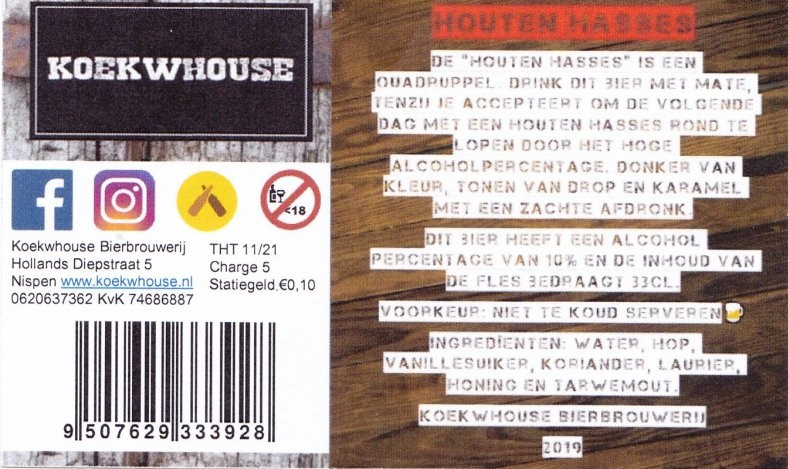 KOEKWHOUSE
<18
Koekwhouse Bierbrouwerij
Hollands Diepstraat 5
Nispen www.koekwhouse.nl
0620637362 KvK 74686887
THT 11/21
Charge 5
Statiegeld,€0,10
9 507629 333928
HOUTEN HASSES
DE "HOUTEN HASSES" IS EEN
QUADRUPPEL. DRINK DIT BIER MET MATE,
TENZIJ JE ACCEPTEERT OM DE VOLGENDE
DAG MET EEN HOUTEN HASSES ROND TE
LOPEN DOOR HET HOGE
ALCOHOLPERCENTAGE. DONKER VAN
KLEUR, TONEN VAN DROP EN KARAMEL
MET EEN ZACHTE AFDRONK
DIT BIER HEEFT EEN ALCOHOL
PERCENTAGE VAN 10% EN DE INHOUD VAN
DE FLES BEDRAAGT 33CL.
VOORKEUR: NIET TE KOUD SERVEREN
INGREDÏENTEN: WATER, HOP,
VANILLESUIKER, KORIANDER, LAURIER,
HONING EN TARWEMOUT.
KOEKWHOUSE BIERBROUWERIJ
2019